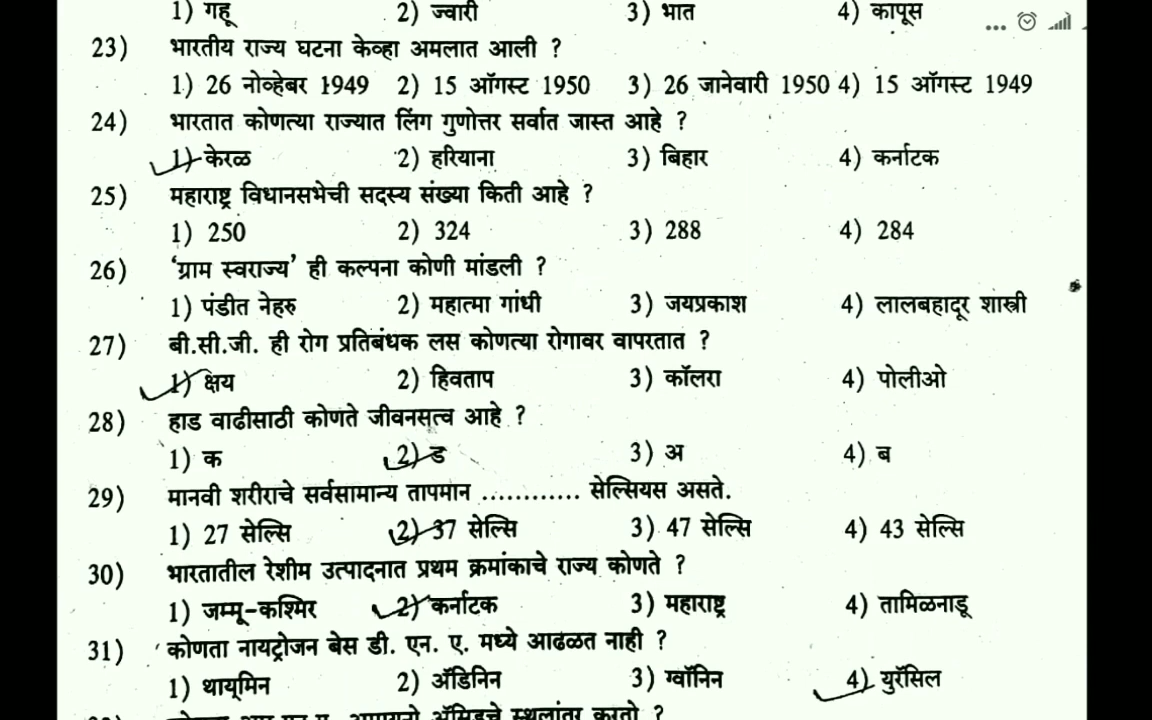 1) गहू 2) ज्वारी 3) भात 4) कापूस
23) भारतीय राज्य घटना केव्हा अमलात आली ?
1) 26 नोव्हेबर 1949 2) 15 ऑगस्ट 1950 3) 26 जानेवारी 1950 4) 15 ऑगस्ट 1949
24) भारतात कोणत्या राज्यात लिंग गुणोत्तर सर्वात जास्त आहे ?
1) केरळ 2) हरियाना 3) बिहार 4) कर्नाटक
25) महाराष्ट्र विधानसभेची सदस्य संख्या किती आहे ?
1) 250 2) 324 3) 288 4) 284
26) ‘ग्राम स्वराज्य’ ही कल्पना कोणी मांडली ?
1) पंडीत नेहरु 2) महात्मा गांधी 3) जयप्रकाश 4) लालबहादूर शास्त्री
27) बी.सी.जी. ही रोग प्रतिबंधक लस कोणत्या रोगावर वापरतात ?
1) क्षय 2) हिवताप 3) कॉलरा 4) पोलीओ
28) हाड वाढीसाठी कोणते जीवनसत्व आहे ?
1) क 2) ड 3) अ 4) ब
29) मानवी शरीराचे सर्वसामान्य तापमान ............ सेल्सियस असते.
1) 27 सेल्सि 2) 37 सेल्सि 3) 47 सेल्सि 4) 43 सेल्सि
30) भारतातील रेशीम उत्पादनात प्रथम क्रमांकाचे राज्य कोणते ?
1) जम्मू-कश्मिर 2) कर्नाटक 3) महाराष्ट्र 4) तामिळनाडू
31) कोणता नायट्रोजन बेस डी. एन. ए. मध्ये आढळत नाही ?
1) थायूमिन 2) ॲडिनिन 3) ग्वॉनिन 4) युरॅसिल
ॲसिडचे स्थलांतर करतो ?